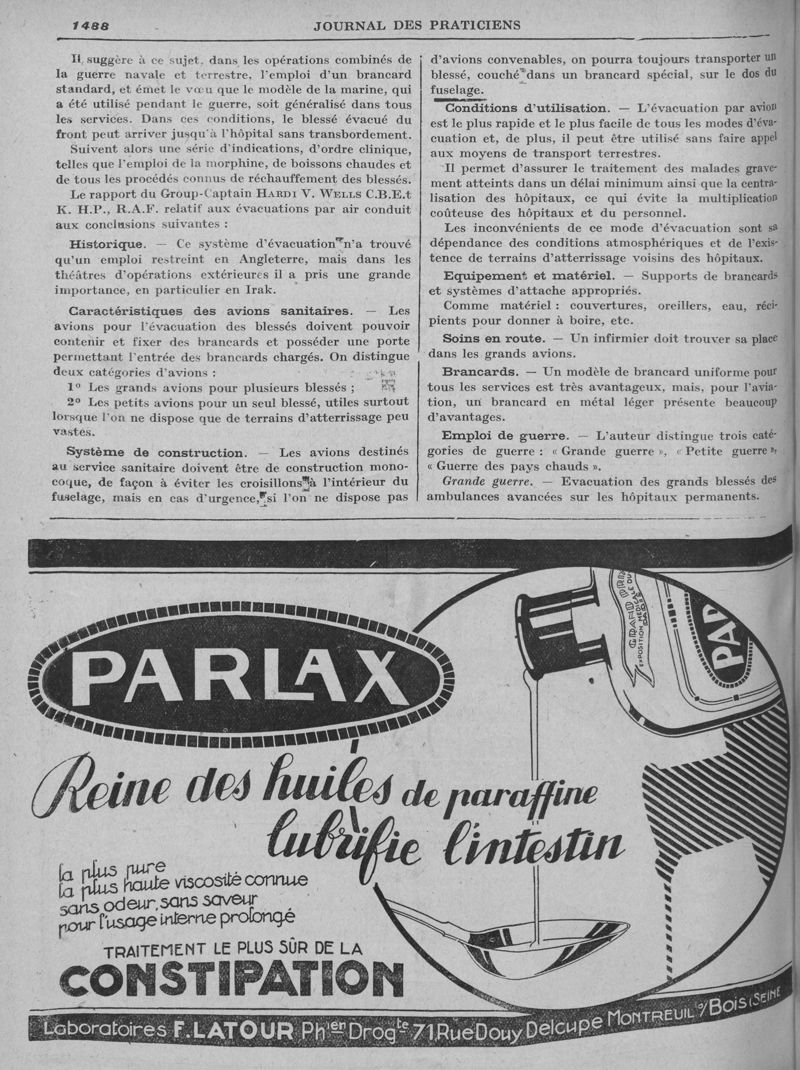 1488
JOURNAL DES PRATICIENS
Il suggère à ce sujet, dans les opérations combinés de
la guerre navale et terrestre, l'emploi d'un brancard
standard, et émet le vœu que le modèle de la marine, qui
a été utilisé pendant le guerre, soit généralisé dans tous
les services. Dans ces conditions, le blessé évacué du
front peut arriver jusqu'à l'hôpital sans transbordement.
Suivent alors une série d'indications, d'ordre clinique,
telles que l'emploi de la morphine, de boissons chaudes et
de tous les procédés connus de réchauffement des blessés.
Le rapport du Group-Captain HARDI V. WELLS C.B.E.t
K. H.P., R.A.F. relatif aux évacuations par air conduit
aux conclusions suivantes :
Historique. — Ce système d'évacuation n'a trouvé
qu'un emploi restreint en Angleterre, mais dans les
théâtres d'opérations extérieures il a pris une grande
importance, en particulier en Irak.
Caractéristiques des avions sanitaires. — Les
avions pour l'évacuation des blessés doivent pouvoir
contenir et fixer des brancards et posséder une porte
permettant l'entrée des brancards chargés. On distingue
deux catégories d'avions :
1° Les grands avions pour plusieurs blessés ;
2° Les petits avions pour un seul blessé, utiles surtout
lorsque l'on ne dispose que de terrains d'atterrissage peu
vastes.
Système de construction. — Les avions destinés
au service sanitaire doivent être de construction mono-
coque, de façon à éviter les croisillons à l'intérieur du
fuselage, mais en cas d'urgence, si l'on ne dispose pas
d'avions convenables, on pourra toujours transporter un
blessé, couché dans un brancard spécial, sur le dos du
fuselage.
Conditions d'utilisation. — L'évacuation par avion
est le plus rapide et le plus facile de tous les modes d'éva-
cuation et, de plus, il peut être utilisé sans faire appel
aux moyens de transport terrestres.
Il permet d'assurer le traitement des malades grave-
ment atteints dans un délai minimum ainsi que la centra-
lisation des hôpitaux, ce qui évite la multiplication
coûteuse des hôpitaux et du personnel.
Les inconvénients de ce mode d'évacuation sont sa
dépendance des conditions atmosphériques et de l'exis-
tence de terrains d'atterrissage voisins des hôpitaux.
Equipement et matériel. — Supports de brancards
et systèmes d'attache appropriés.
Comme matériel : couvertures, oreillers, eau, réci-
pients pour donner à boire, etc.
Soins en route. — Un infirmier doit trouver sa place
dans les grands avions.
Brancards. — Un modèle de brancard uniforme pour
tous les services est très avantageux, mais, pour l'avia-
tion, un brancard en métal léger présente beaucoup
d'avantages.
Emploi de guerre. — L'auteur distingue trois caté-
gories de guerre : « Grande guerre », « Petite guerre »,
« Guerre des pays chauds ».
Grande guerre. — Evacuation des grands blessés des
ambulances avancées sur les hôpitaux permanents.
GRAND PRIX
EXPOSITION MEDICALE
PAR
PARLAX
Reine des huiles de paraffine
lubrifie l'intestin
la plus pure
la plus haute viscosité connue
sans odeur, sans saveur
pour l'usage interne prolongé
TRAITEMENT LE PLUS SÛR DE LA
CONSTIPATION
Laboratoires F. LATOUR Phien Drogte 71, Rue Douy Delcupe MONTREUIL s/ BOIS (SEINE